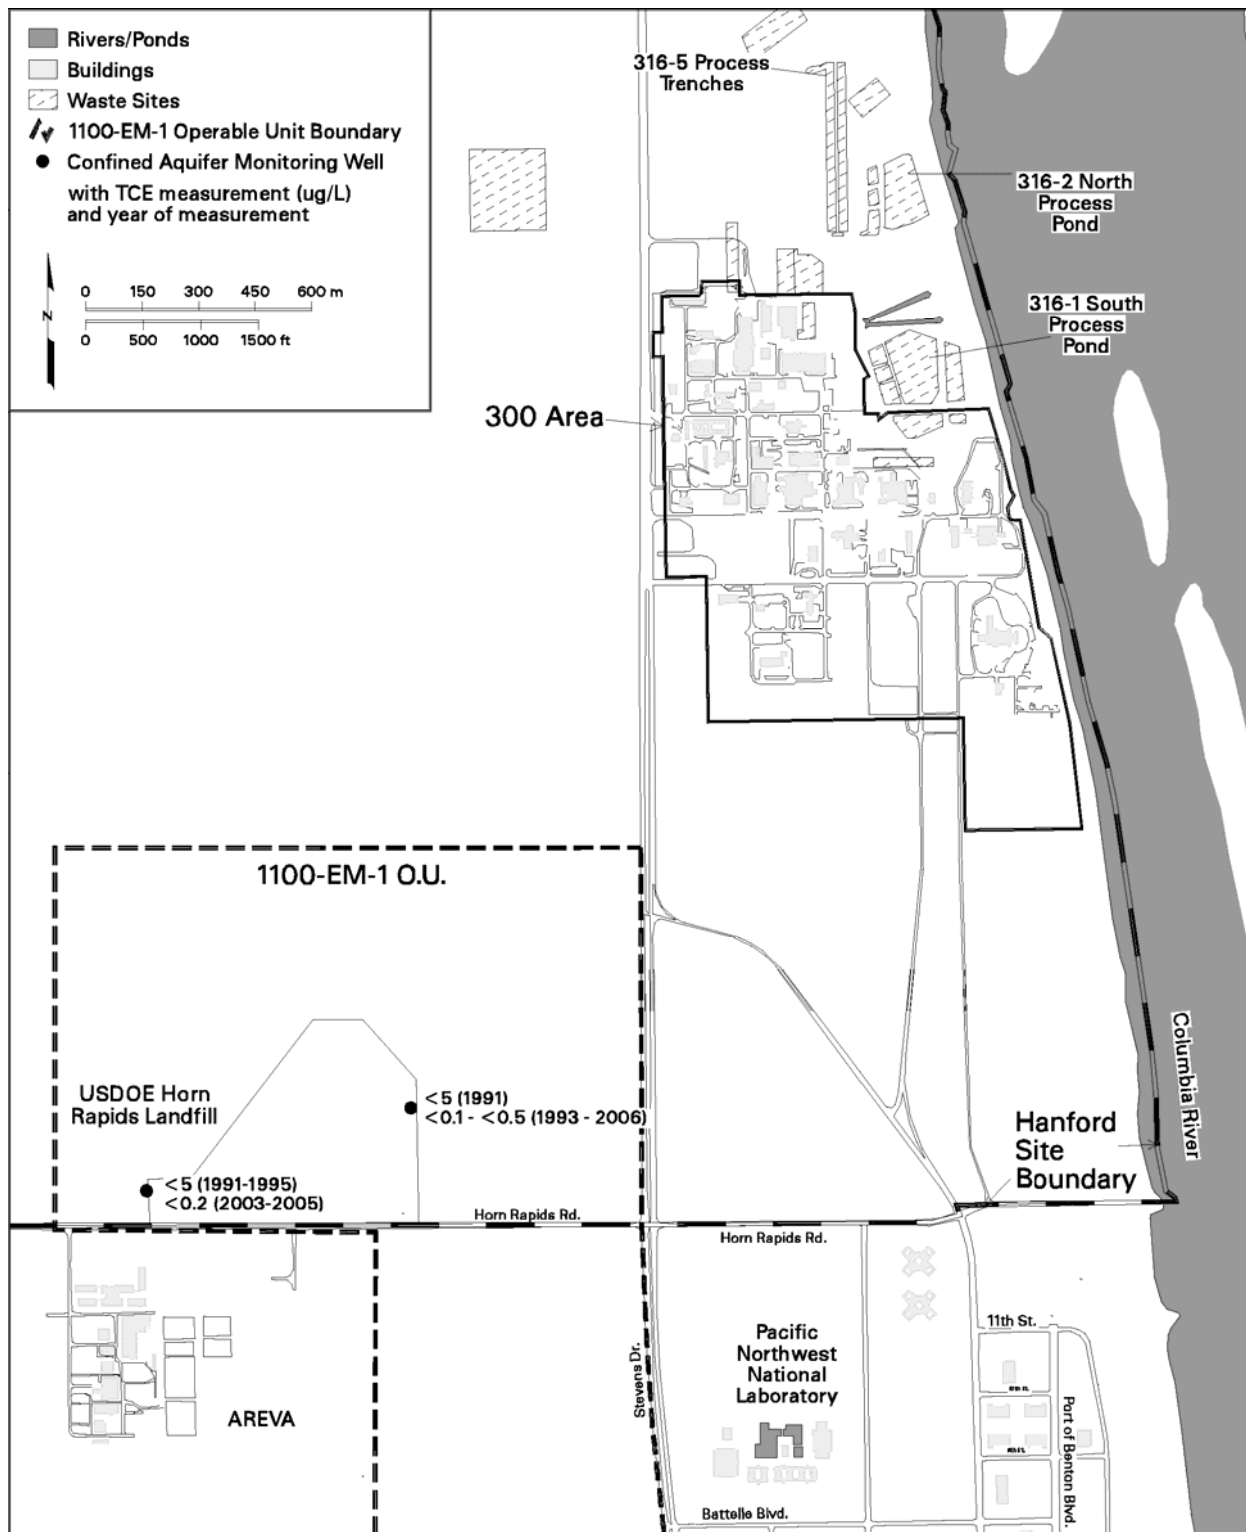 Rivers/Ponds
Buildings
Waste Sites
1100-EM-1 Operable Unit Boundary
Confined Aquifer Monitoring Well
with TCE measurement (ug/L)
and year of measurement
N
0 150 300 450 600 m
0 500 1000 1500 ft
316-5 Process
Trenches
316-2 North
Process
Pond
316-1 South
Process
Pond
300 Area
1100-EM-1 O.U.
USDOE Horn
Rapids Landfill
<5 (1991)
<0.1 - <0.5 (1993 - 2006)
<5 (1991-1995)
<0.2 (2003-2005)
Columbia River
Hanford
Site
Boundary
Horn Rapids Rd.
Horn Rapids Rd.
Stevens Dr.
Pacific
Northwest
National
Laboratory
11th St.
Port of Benton Blvd.
AREVA
Battelle Blvd.